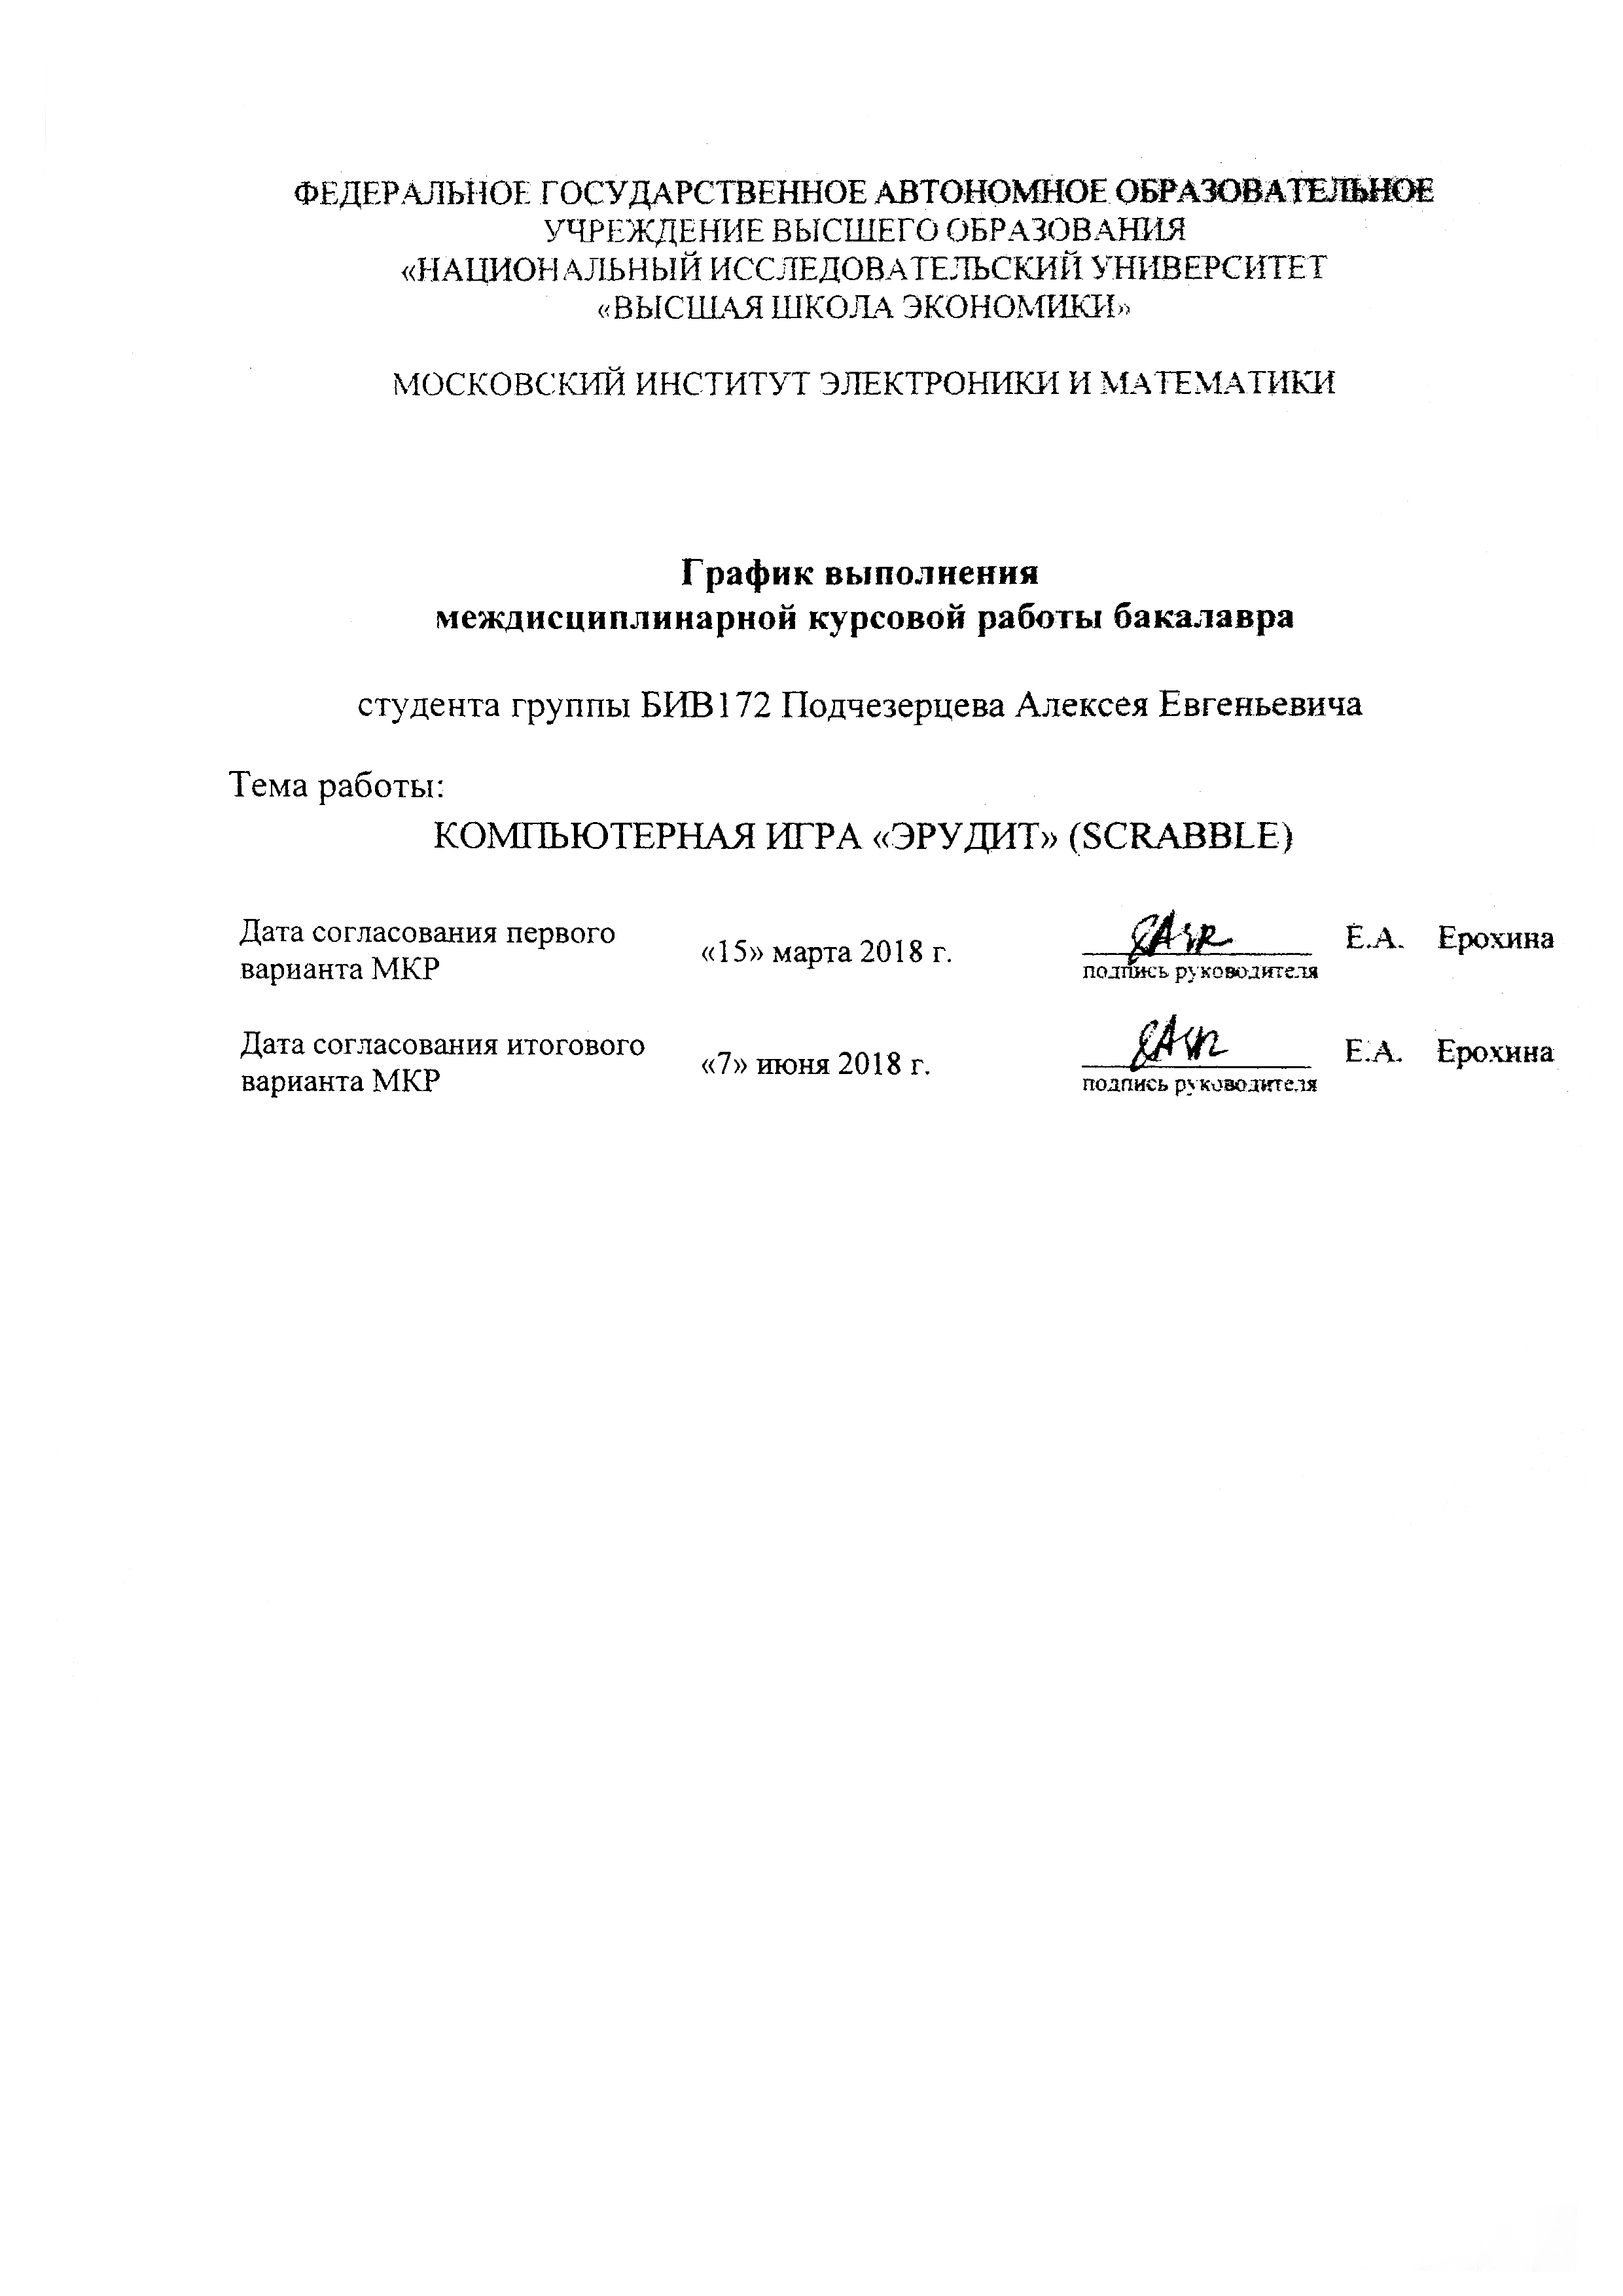 ФЕДЕРАЛЬНОЕ ГОСУДАРСТВЕННОЕ АВТОНОМНОЕ ОБРАЗОВАТЕЛЬНОЕ
УЧРЕЖДЕНИЕ ВЫСШЕГО ОБРАЗОВАНИЯ
«НАЦИОНАЛЬНЫЙ ИССЛЕДОВАТЕЛЬСКИЙ УНИВЕРСИТЕТ
«ВЫСШАЯ ШКОЛА ЭКОНОМИКИ»
МОСКОВСКИЙ ИНСТИТУТ ЭЛЕКТРОНИКИ И МАТЕМАТИКИ
График выполнения
междисциплинарной курсовой работы бакалавра
студента группы БИВ172 Подчезерцева Алексея Евгеньевича
Тема работы:
КОМПЬЮТЕРНАЯ ИГРА «ЭРУДИТ» (SCRABBLE)
Дата согласования первого
варианта МКР
«15» марта 2018 г.
Е.А. Ерохина
подпись руководителя
Дата согласования итогового
варианта МКР
«7» июня 2018 г.
Е.А. Ерохина
подпись руководителя